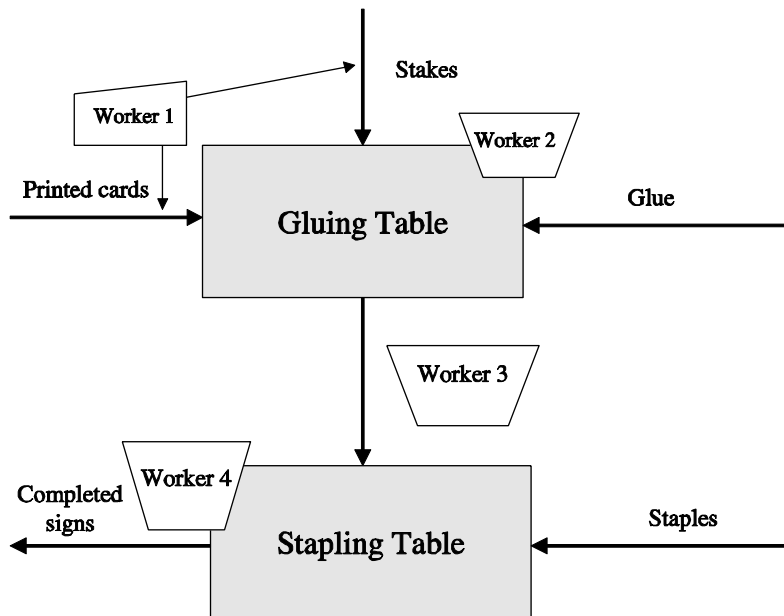 Stakes
Worker 1
Worker 2
Printed cards
Glue
Gluing Table
Worker 3
Worker 4
Completed
signs
Staples
Stapling Table